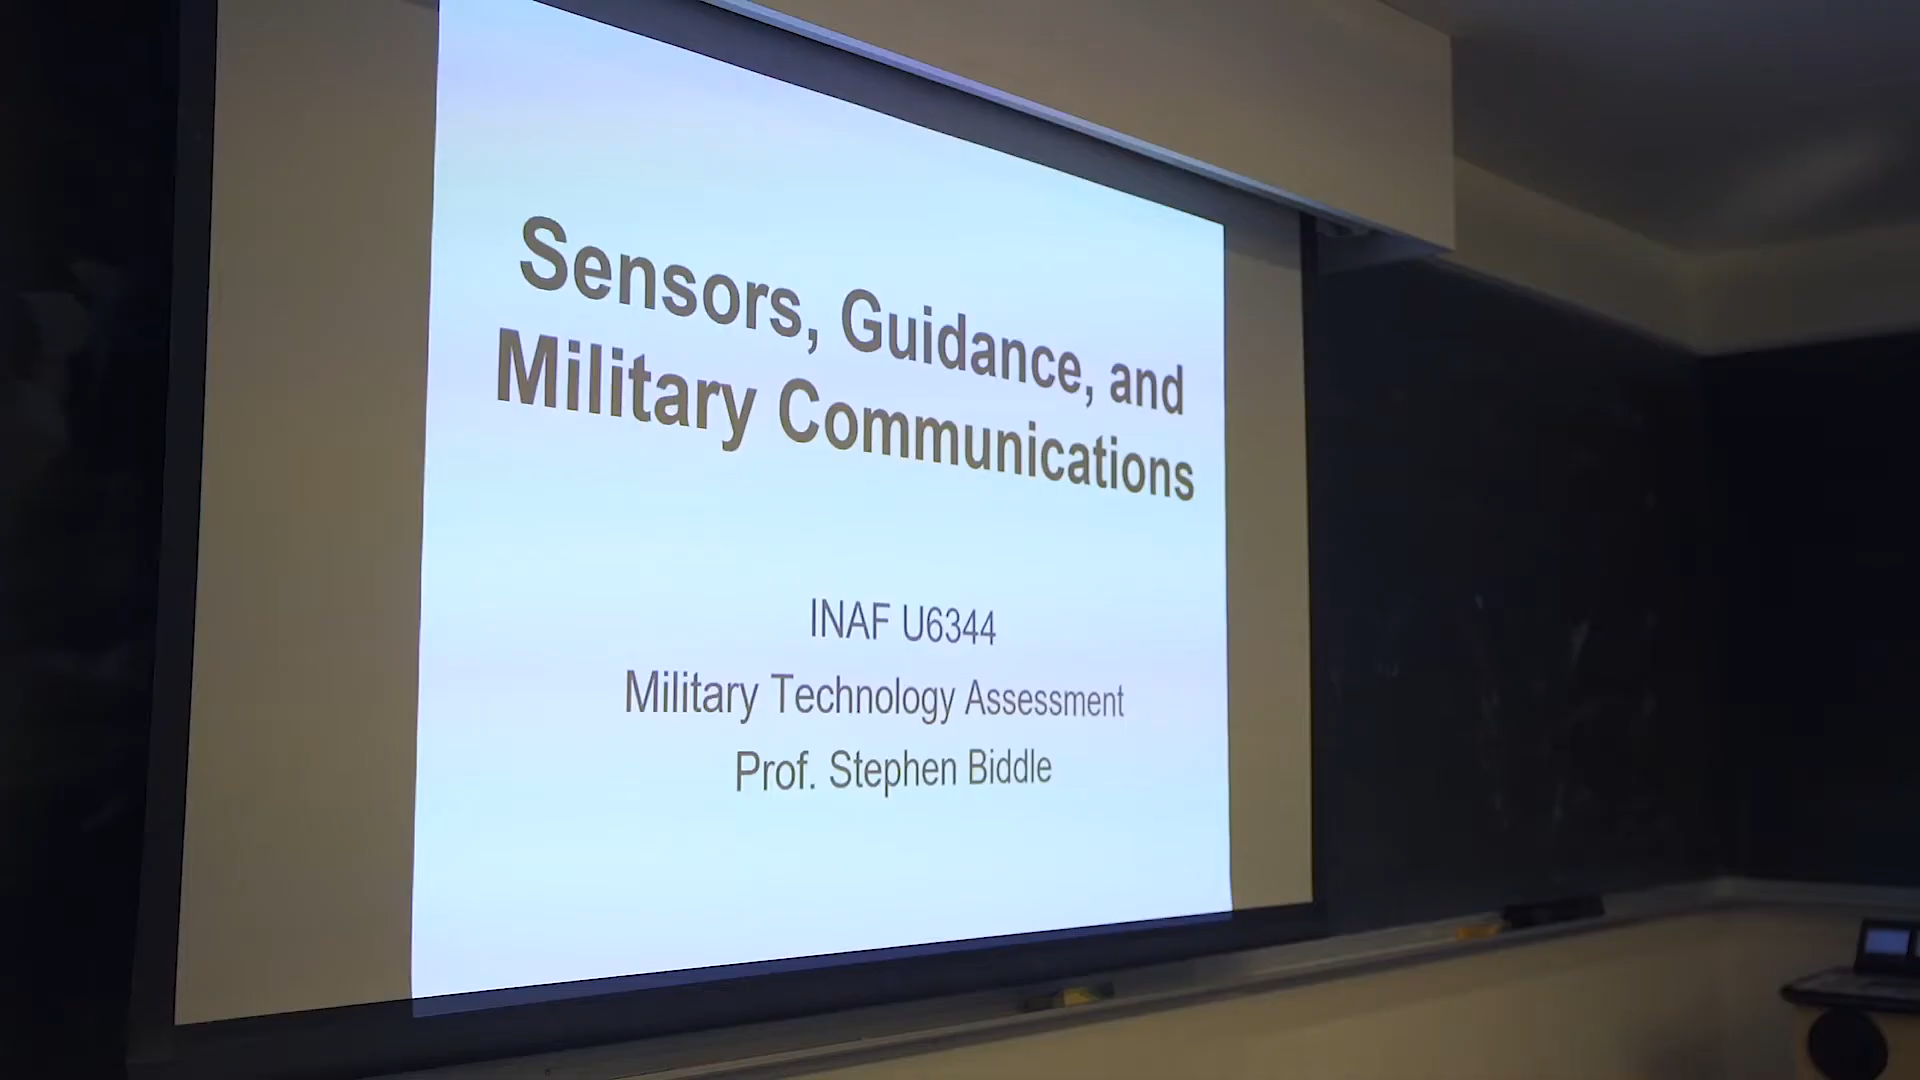 Sensors, Guidance, and
Military Communications
INAF U6344
Military Technology Assessment
Prof. Stephen Biddle